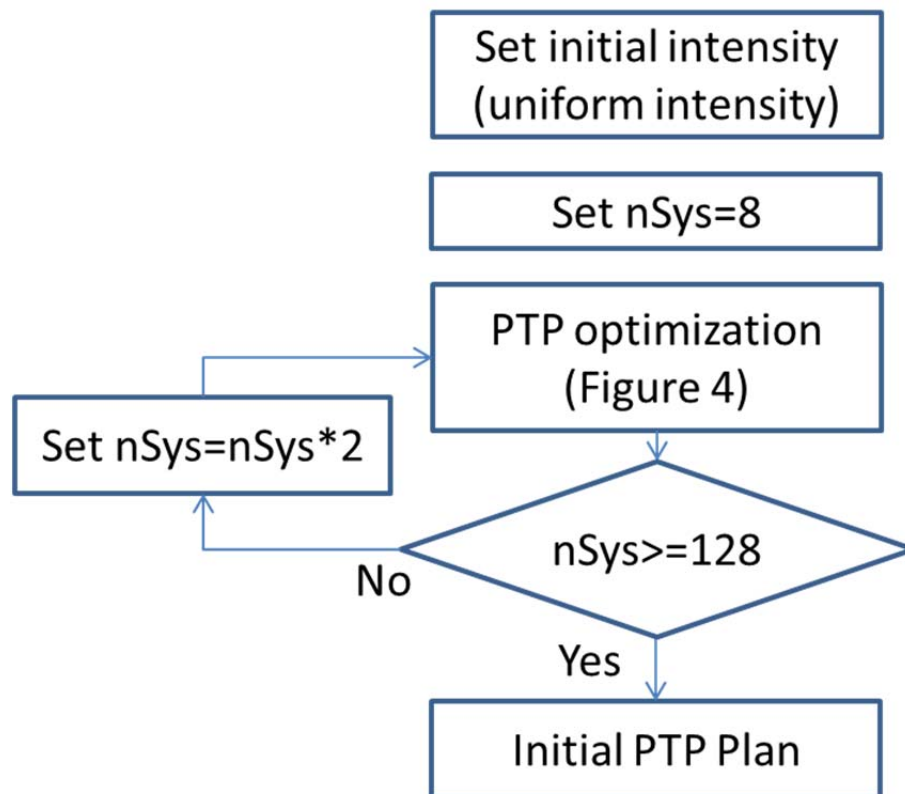 Set initial intensity
(uniform intensity)
Set nSys=8
PTP optimization
(Figure 4)
Set nSys=nSys*2
nSys>=128
No
Yes
Initial PTP Plan